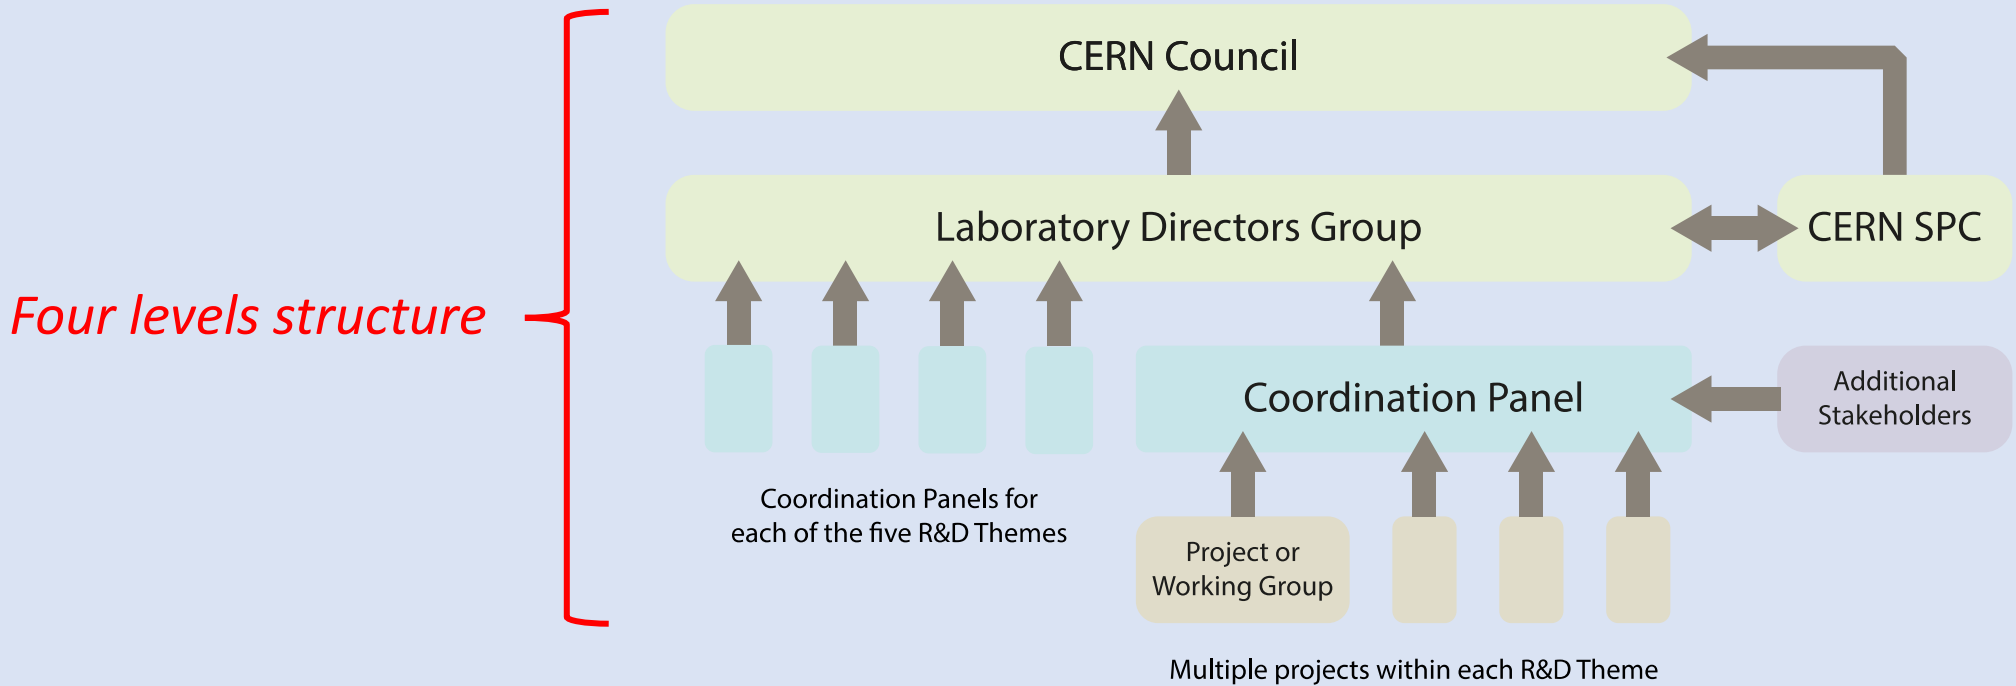 CERN Council
Laboratory Directors Group
CERN SPC
Four levels structure
Coordination Panel
Additional
Stakeholders
Coordination Panels for
each of the five R&D Themes
Project or
Working Group
Multiple projects within each R&D Theme